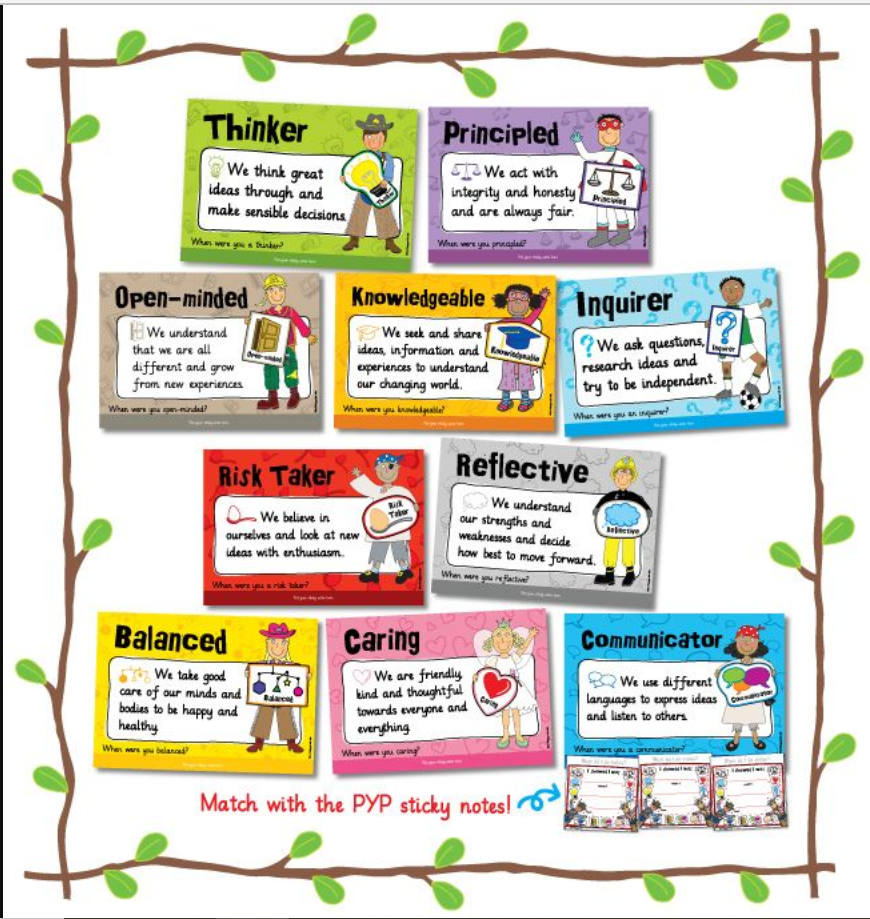 Thinker
We think great
ideas through and
make sensible decisions.
Thinker
When were you a thinker?
Principled
We act with
integrity and honesty
and are always fair.
Principled
When were you principled?
Open-minded
We understand
that we are all
different and grow
from new experiences.
Open-minded
When were you open-minded?
Knowledgeable
We seek and share
ideas, information and
experiences to understand
our changing world.
Knowledgeable
When were you knowledgeable?
Inquirer
We ask questions,
research ideas and
try to be independent.
Inquirer
When were you an inquirer?
Risk Taker
We believe in
ourselves and look at new
ideas with enthusiasm.
Risk
Taker
When were you a risk taker?
Reflective
We understand
our strengths and
weaknesses and decide
how best to move forward.
Reflective
When were you reflective?
Balanced
We take good
care of our minds and
bodies to be happy and
healthy.
Balanced
When were you balanced?
Caring
We are friendly,
kind and thoughtful
towards everyone and
everything.
Caring
When were you caring?
Communicator
We use different
languages to express ideas
and listen to others.
Communicator
When were you a communicator?
Match with the PYP sticky notes!